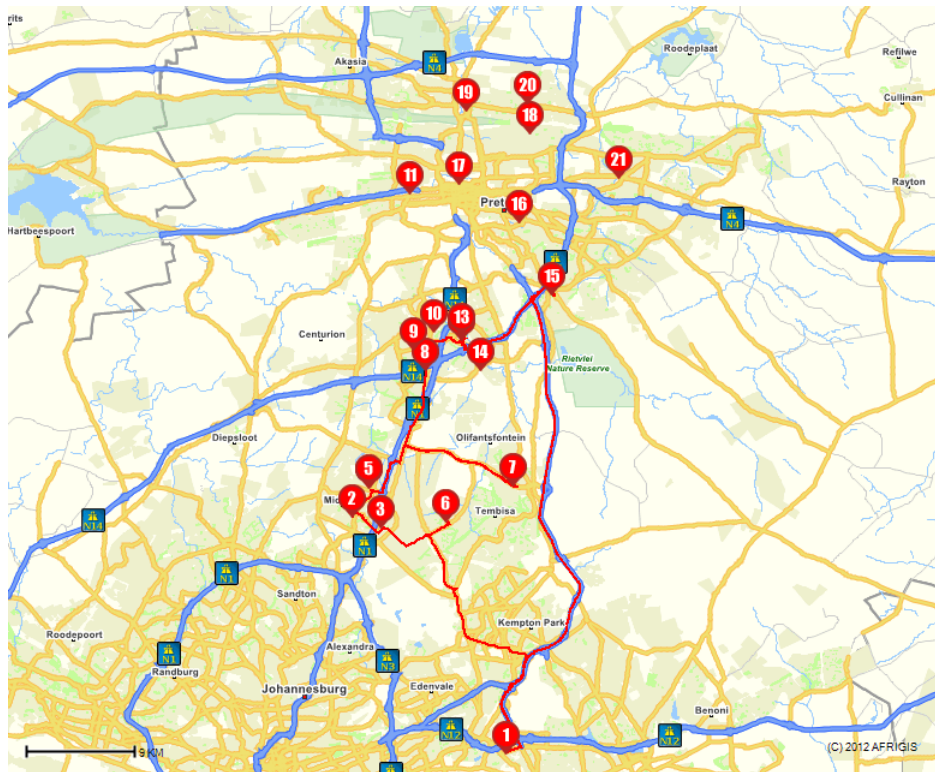 rits
Akasia
N4
Roodeplaat
Refilwe
20
19
Cullinan
18
21
17
11
Rayton
16
Pret
N4
Hartbeespoort
15
10
13
Centurion
9
8
14
Rietvlei
Nature Reserve
N14
N1
Diepsloot
Olifantsfontein
5
7
2
Mid
6
3
Tembisa
N14
N1
N1
Sandton
Kempton Park
Roodepoort
Alexandra
N1
Randburg
N3
Edenvale
Johannesburg
Benoni
1
N12
N12
9 KM
(C) 2012 AFRIGIS